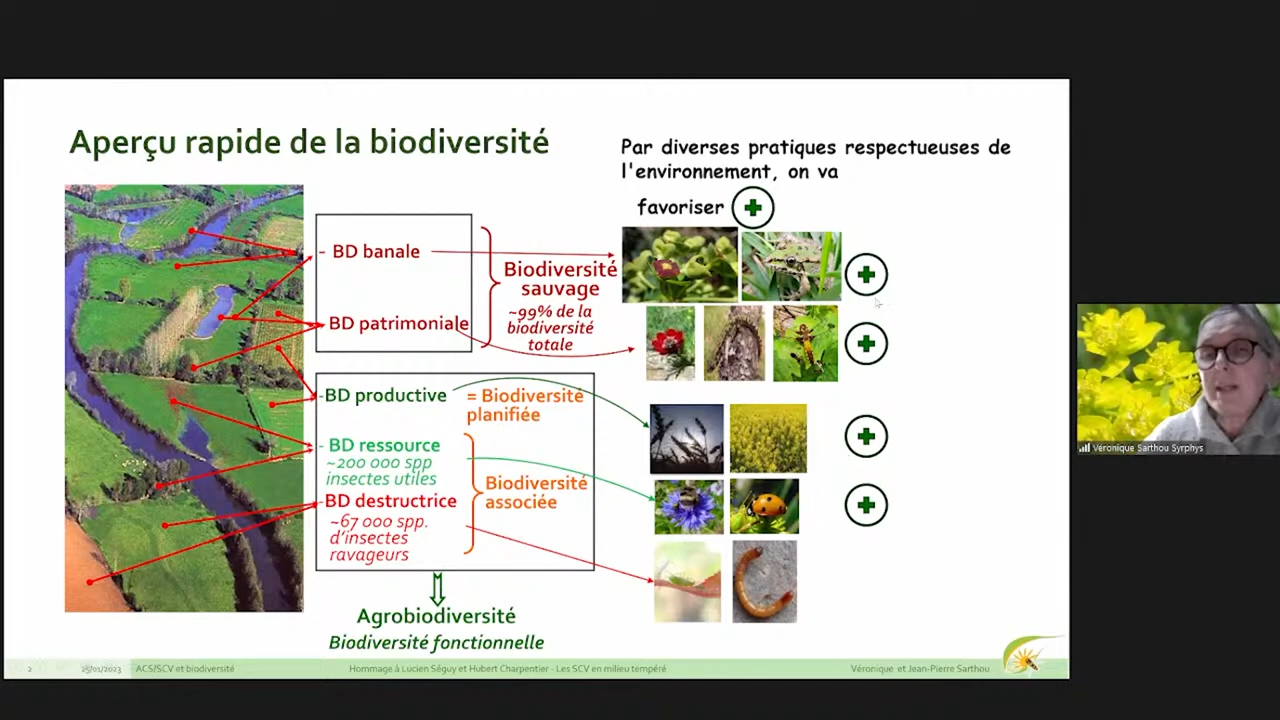 Aperçu rapide de la biodiversité
Par diverses pratiques respectueuses de
l'environnement, on va
favoriser
- BD banale
- BD patrimoniale
Biodiversité
sauvage
~99% de la
biodiversité
totale
-BD productive
= Biodiversité
planifiée
- BD ressource
~200 000 spp
insectes utiles
-BD destructrice
~67 000 spp.
d'insectes
ravageurs
Biodiversité
associée
Agrobiodiversité
Biodiversité fonctionnelle
2
25/01/2023
ACS/SCV et biodiversité
Hommage à Lucien Séguy et Hubert Charpentier - Les SCV en milieu tempéré
Véronique et Jean-Pierre Sarthou
Véronique Sarthou Syrphys